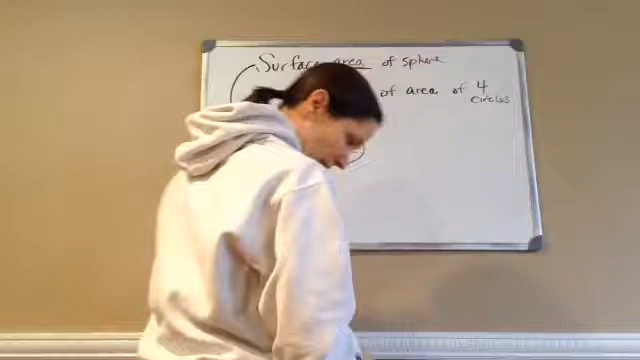 Surface area of sphere
of area of 4
circles